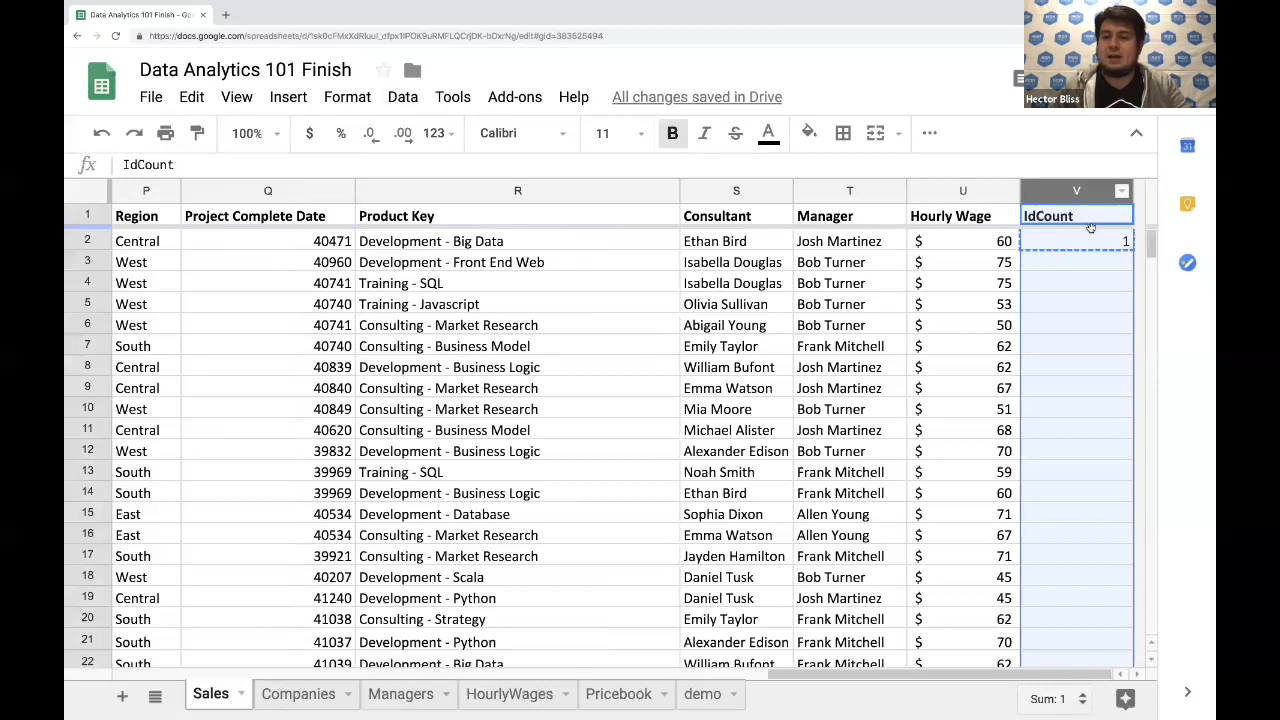 Data Analytics 101 Finish - Goo
Hector Bliss
Data Analytics 101 Finish
File Edit View Insert Format Data Tools Add-ons Help All changes saved in Drive
100% $ % .0 .00 123 Calibri 11 B I S A
fx IdCount
P Q R S T U V
1 Region Project Complete Date Product Key Consultant Manager Hourly Wage IdCount
2 Central 40471 Development - Big Data Ethan Bird Josh Martinez $ 60 1
3 West 40960 Development - Front End Web Isabella Douglas Bob Turner $ 75
4 West 40741 Training - SQL Isabella Douglas Bob Turner $ 75
5 West 40740 Training - Javascript Olivia Sullivan Bob Turner $ 53
6 West 40741 Consulting - Market Research Abigail Young Bob Turner $ 50
7 South 40740 Consulting - Business Model Emily Taylor Frank Mitchell $ 62
8 Central 40839 Development - Business Logic William Bufont Josh Martinez $ 62
9 Central 40840 Consulting - Market Research Emma Watson Josh Martinez $ 67
10 West 40849 Consulting - Market Research Mia Moore Bob Turner $ 51
11 Central 40620 Consulting - Business Model Michael Alister Josh Martinez $ 68
12 West 39832 Development - Business Logic Alexander Edison Bob Turner $ 70
13 South 39969 Training - SQL Noah Smith Frank Mitchell $ 59
14 South 39969 Development - Business Logic Ethan Bird Frank Mitchell $ 60
15 East 40534 Development - Database Sophia Dixon Allen Young $ 71
16 East 40534 Consulting - Market Research Emma Watson Allen Young $ 67
17 South 39921 Consulting - Market Research Jayden Hamilton Frank Mitchell $ 71
18 West 40207 Development - Scala Daniel Tusk Bob Turner $ 45
19 Central 41240 Development - Python Daniel Tusk Josh Martinez $ 45
20 South 41038 Consulting - Strategy Emily Taylor Frank Mitchell $ 62
21 South 41037 Development - Python Alexander Edison Frank Mitchell $ 70
22 South 41039 Development - Big Data William Bufont Frank Mitchell $ 62
Sales Companies Managers HourlyWages Pricebook demo Sum: 1
31